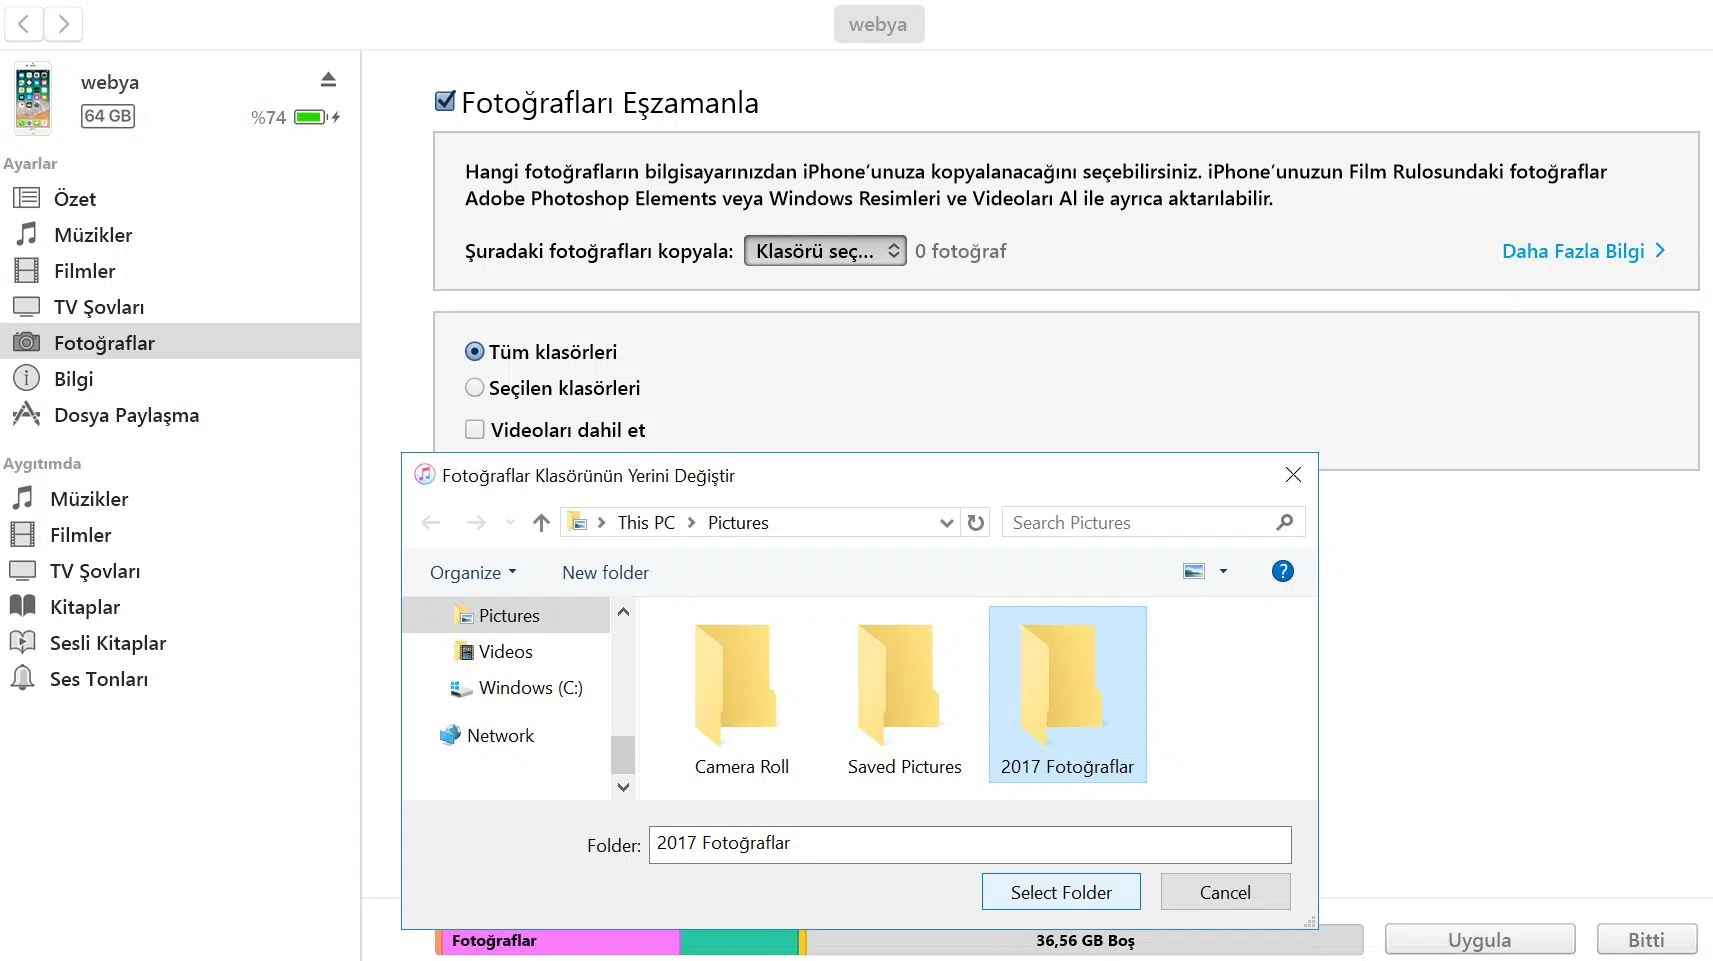 webya
webya
64 GB
%74
Ayarlar
Özet
Müzikler
Filmler
TV Şovları
Fotoğraflar
Bilgi
Dosya Paylaşma
Aygıtımda
Müzikler
Filmler
TV Şovları
Kitaplar
Sesli Kitaplar
Ses Tonları
Fotoğrafları Eşzamanla
Hangi fotoğrafların bilgisayarınızdan iPhone’unuza kopyalanacağını seçebilirsiniz. iPhone’unuzun Film Rulosundaki fotoğraflar
Adobe Photoshop Elements veya Windows Resimleri ve Videoları Al ile ayrıca aktarılabilir.
Şuradaki fotoğrafları kopyala: Klasörü seç... 0 fotoğraf Daha Fazla Bilgi
Tüm klasörleri
Seçilen klasörleri
Videoları dahil et
Fotoğraflar Klasörünün Yerini Değiştir
This PC Pictures Search Pictures
Organize New folder ?
Pictures
Videos
Windows (C:)
Network
Camera Roll Saved Pictures 2017 Fotoğraflar
Folder: 2017 Fotoğraflar
Select Folder Cancel
Fotoğraflar 36,56 GB Boş Uygula Bitti